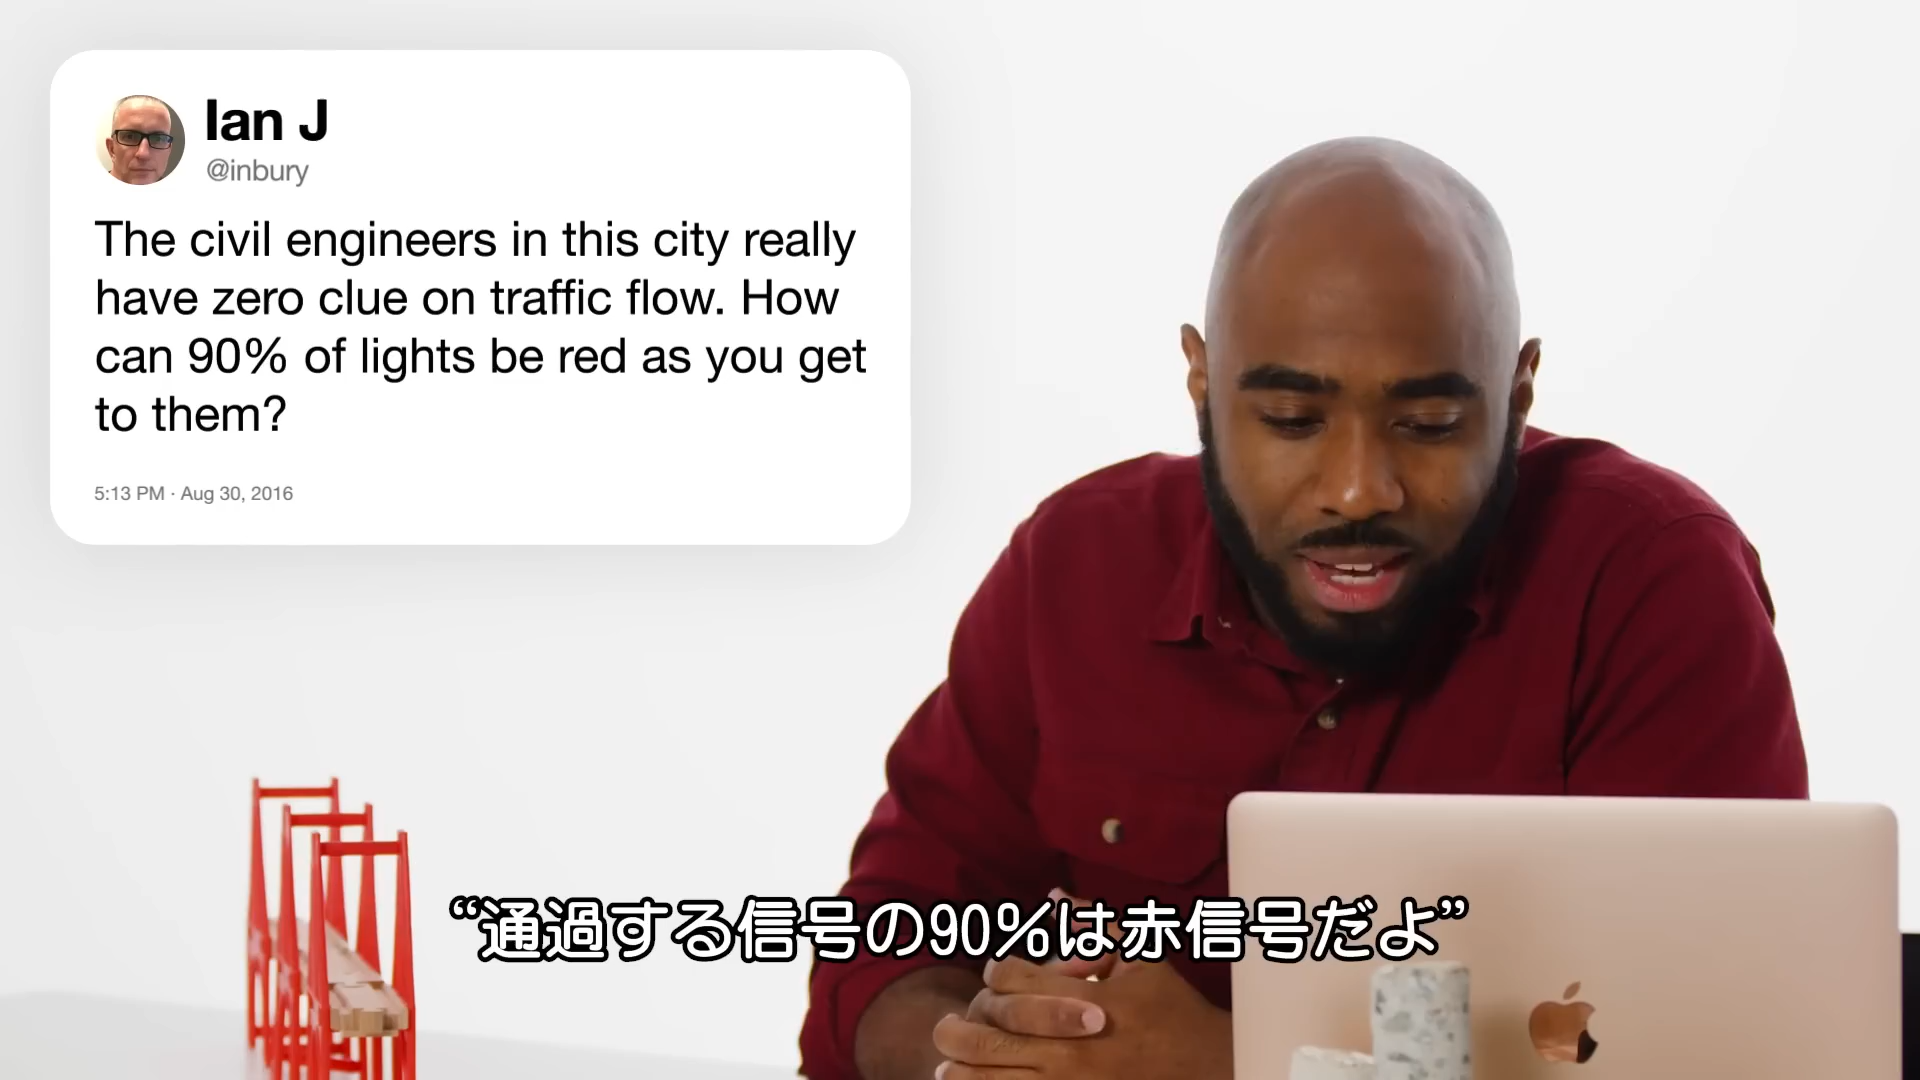 Ian J
@inbury
The civil engineers in this city really
have zero clue on traffic flow. How
can 90% of lights be red as you get
to them?
5:13 PM · Aug 30, 2016
“通過する信号の90％は赤信号だよ”